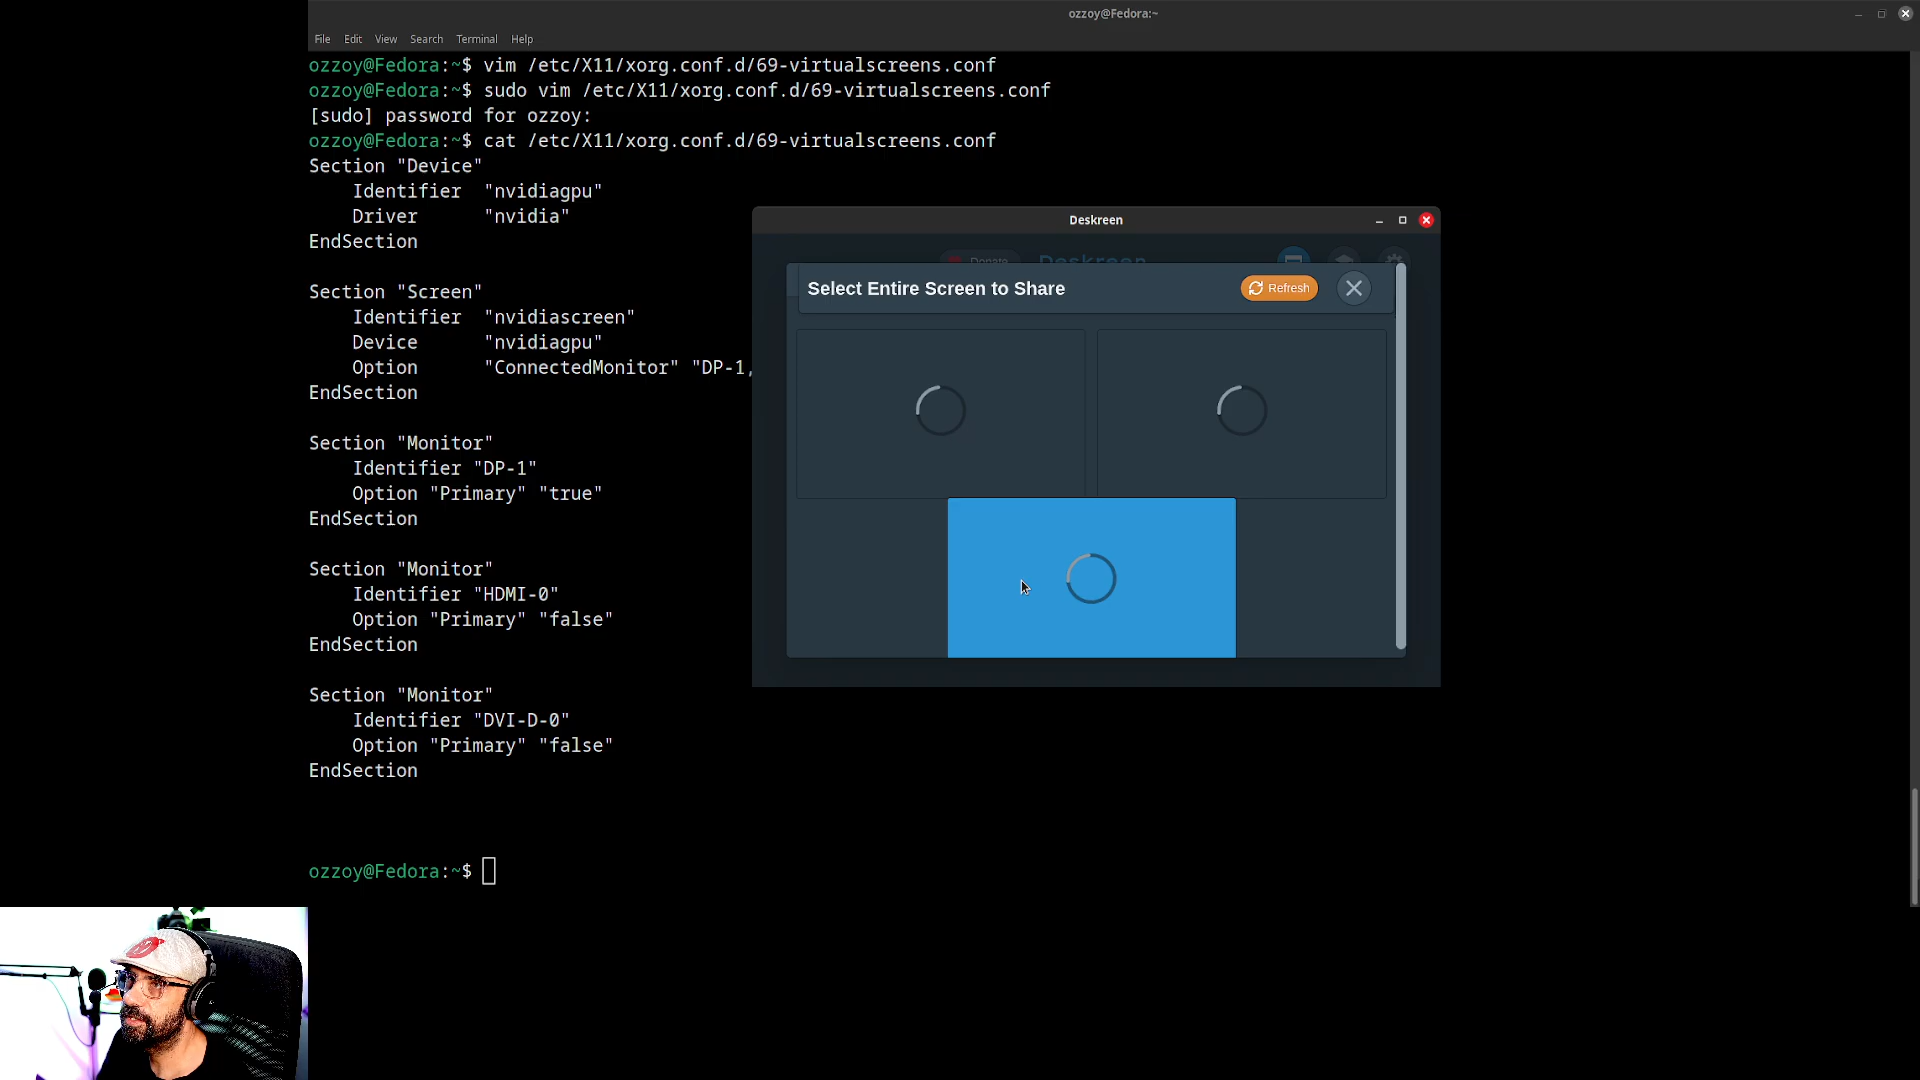 ozzoy@Fedora:~
File Edit View Search Terminal Help
ozzoy@Fedora:~$ vim /etc/X11/xorg.conf.d/69-virtualscreens.conf
ozzoy@Fedora:~$ sudo vim /etc/X11/xorg.conf.d/69-virtualscreens.conf
[sudo] password for ozzoy:
ozzoy@Fedora:~$ cat /etc/X11/xorg.conf.d/69-virtualscreens.conf
Section "Device"
Identifier "nvidiagpu"
Driver "nvidia"
EndSection
Section "Screen"
Identifier "nvidiascreen"
Device "nvidiagpu"
Option "ConnectedMonitor" "DP-1,
EndSection
Section "Monitor"
Identifier "DP-1"
Option "Primary" "true"
EndSection
Section "Monitor"
Identifier "HDMI-0"
Option "Primary" "false"
EndSection
Section "Monitor"
Identifier "DVI-D-0"
Option "Primary" "false"
EndSection
ozzoy@Fedora:~$
Deskreen
Donate Deskreen
Select Entire Screen to Share
Refresh